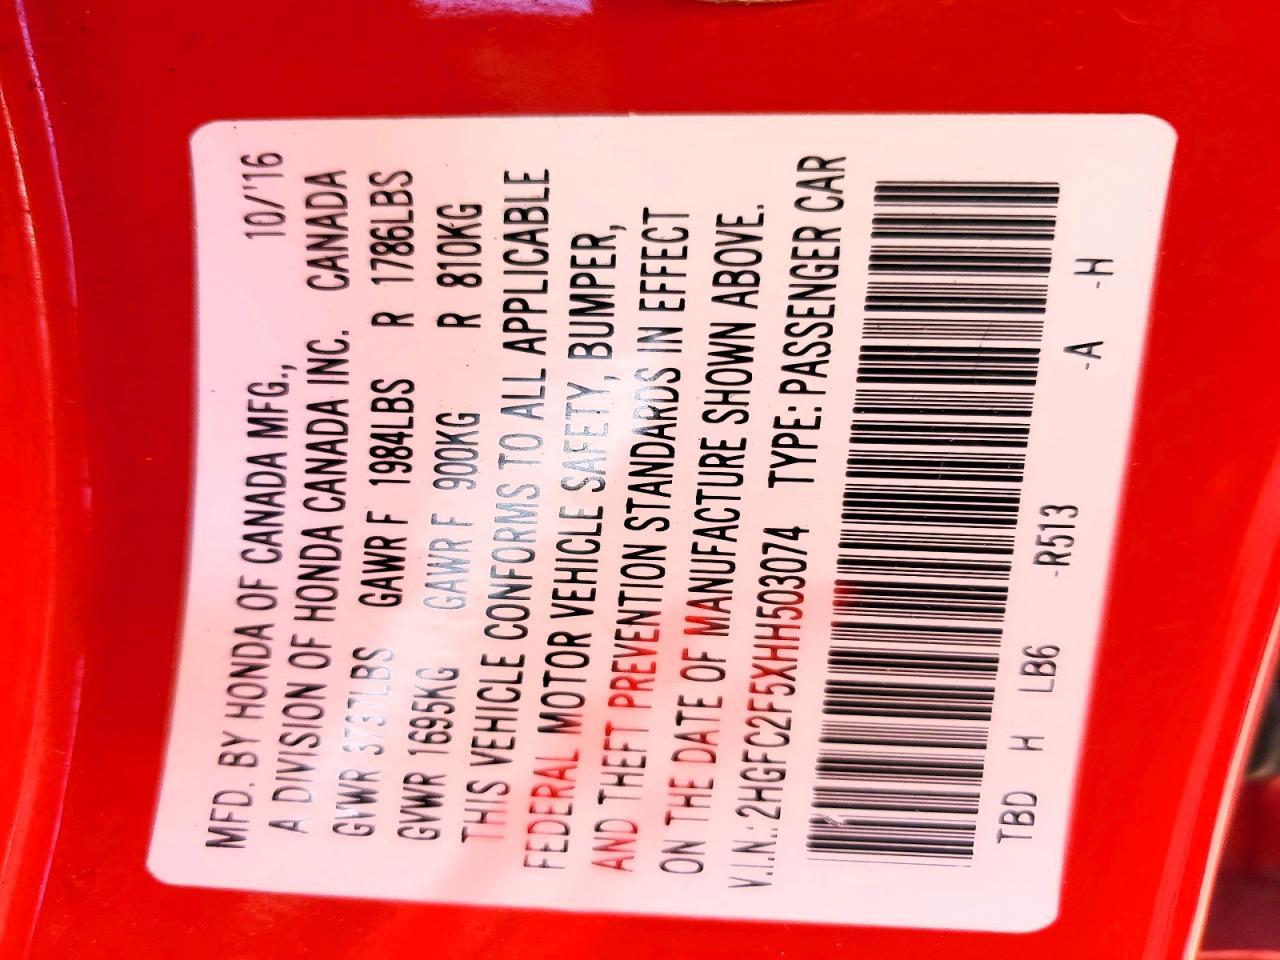 MFD. BY HONDA OF CANADA MFG., 10/'16
A DIVISION OF HONDA CANADA INC. CANADA
GVWR 3737LBS GAWR F 1984LBS R 1786LBS
GVWR 1695KG GAWR F 900KG R 810KG
THIS VEHICLE CONFORMS TO ALL APPLICABLE
FEDERAL MOTOR VEHICLE SAFETY, BUMPER,
AND THEFT PREVENTION STANDARDS IN EFFECT
ON THE DATE OF MANUFACTURE SHOWN ABOVE.
V.I.N.: 2HGFC2F5XHH503074 TYPE: PASSENGER CAR
TBD H LB6 -R513 -A -H